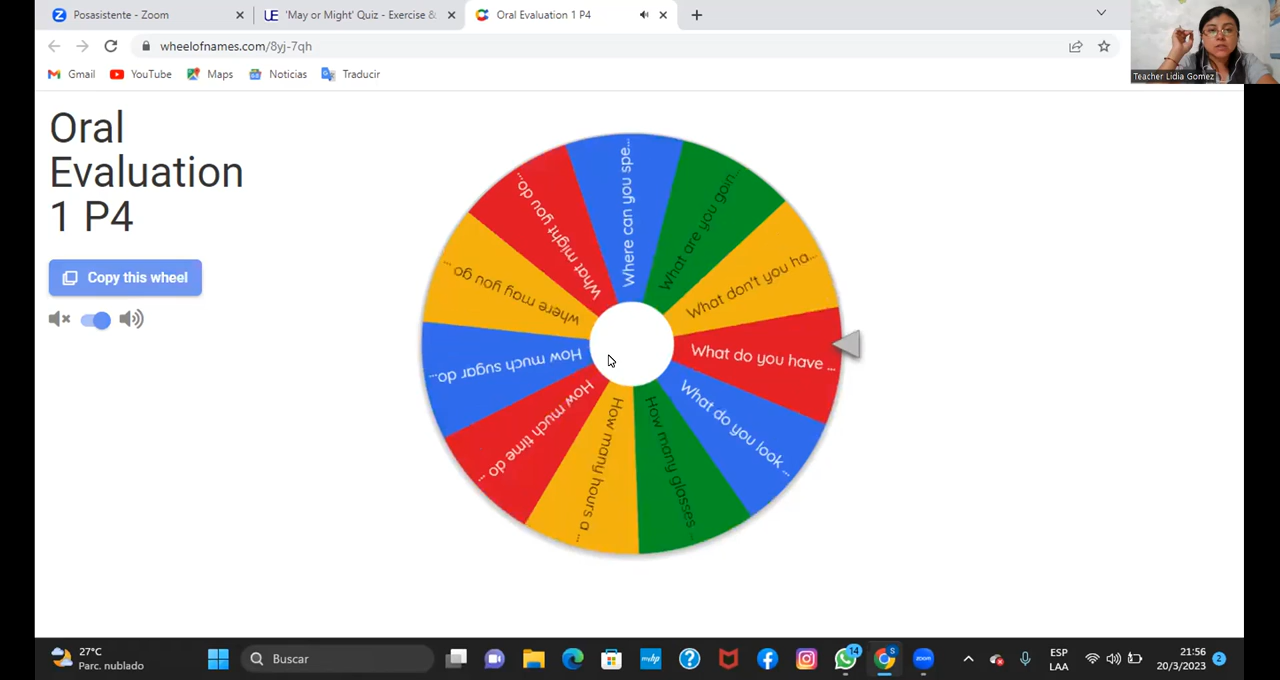 Posasistente - Zoom
'May or Might' Quiz - Exercise &
Oral Evaluation 1 P4
wheelofnames.com/8yj-7qh
Gmail
YouTube
Maps
Noticias
Traducir
Teacher Lidia Gomez
Oral
Evaluation
1 P4
Copy this wheel
Where can you spe...
What are you goin...
What don't you ha...
What do you have ...
What do you look ...
How many glasses ...
How many hours a ...
How much time do ...
How much sugar do...
where may you go ...
What might you do...
27°C
Parc. nublado
Buscar
14
S
ESP
LAA
21:56
20/3/2023
2